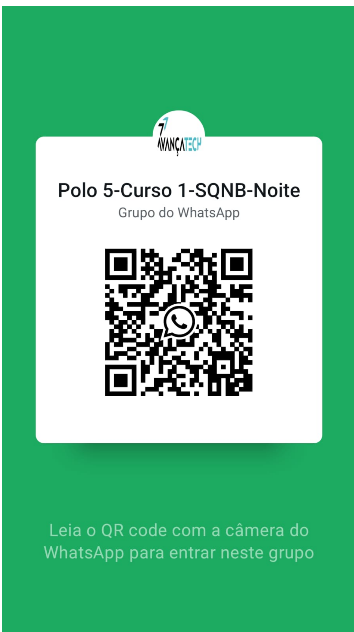 AVANÇATECH
Polo 5-Curso 1-SQNB-Noite
Grupo do WhatsApp
Leia o QR code com a câmera do
WhatsApp para entrar neste grupo